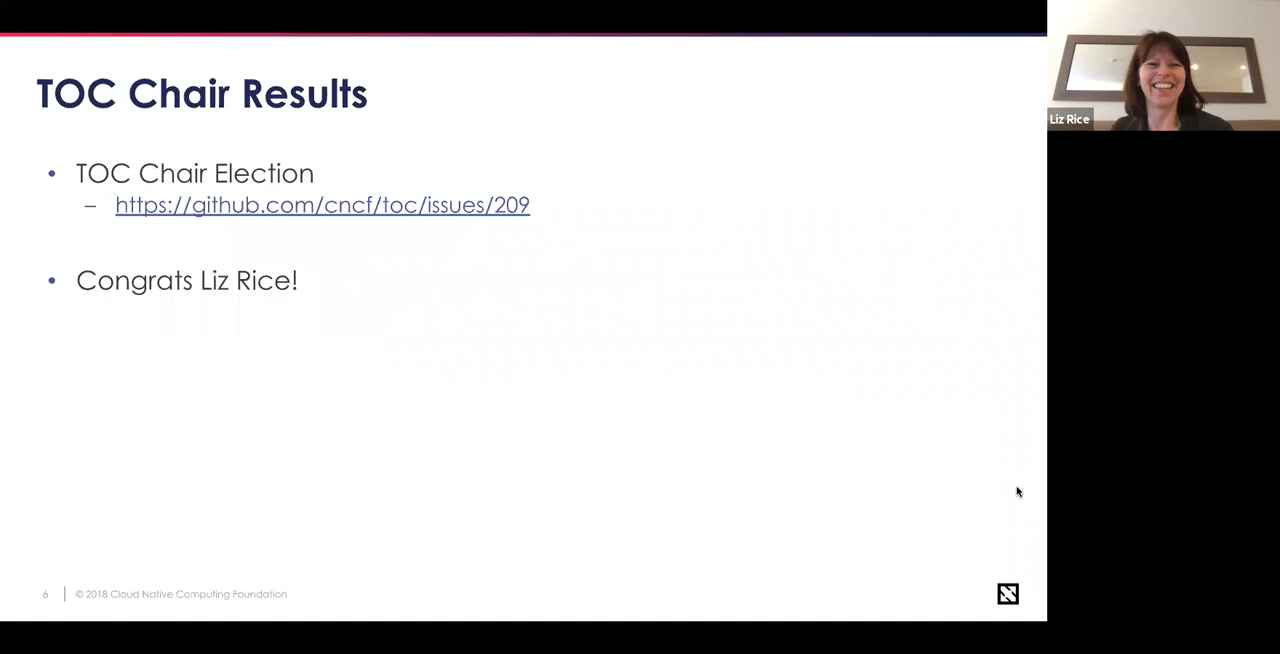 TOC Chair Results
• TOC Chair Election
– https://github.com/cncf/toc/issues/209
• Congrats Liz Rice!
6 | © 2018 Cloud Native Computing Foundation
Liz Rice